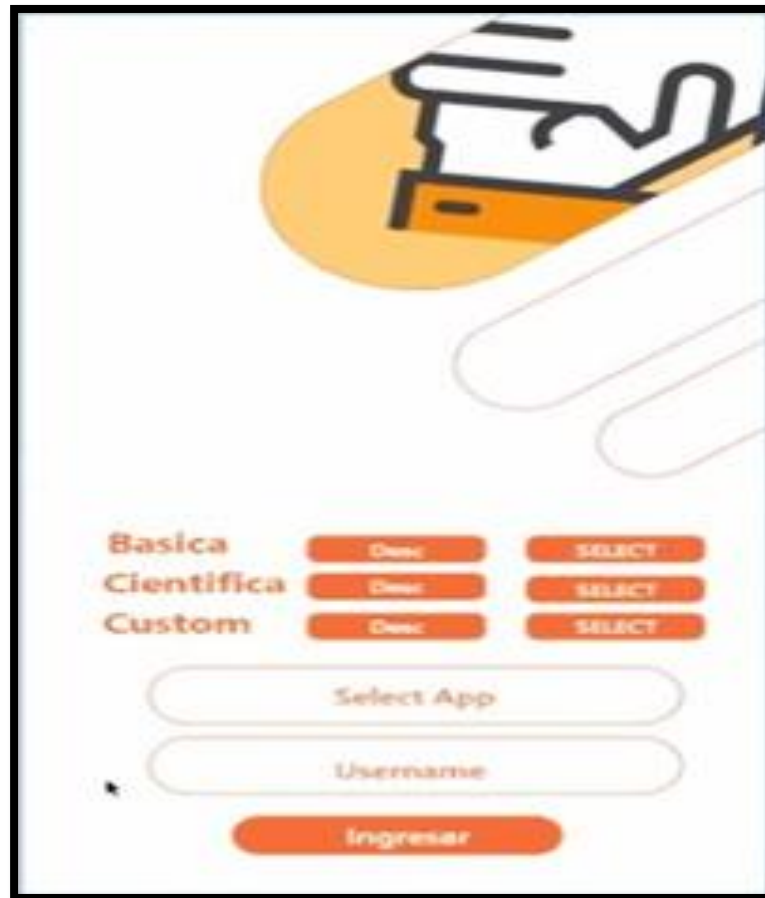 Basica Desc SELECT
Cientifica Desc SELECT
Custom Desc SELECT
Select App
Username
Ingresar